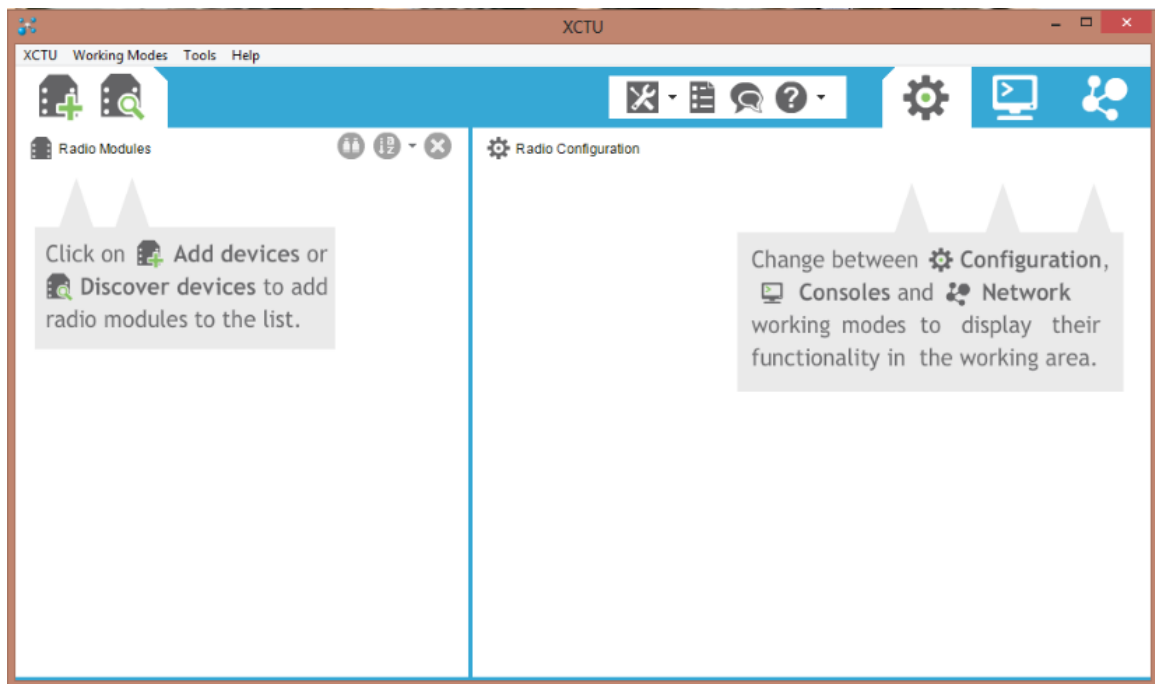 XCTU
XCTU Working Modes Tools Help
Radio Modules
Radio Configuration
Click on Add devices or
Discover devices to add
radio modules to the list.
Change between Configuration,
Consoles and Network
working modes to display their
functionality in the working area.